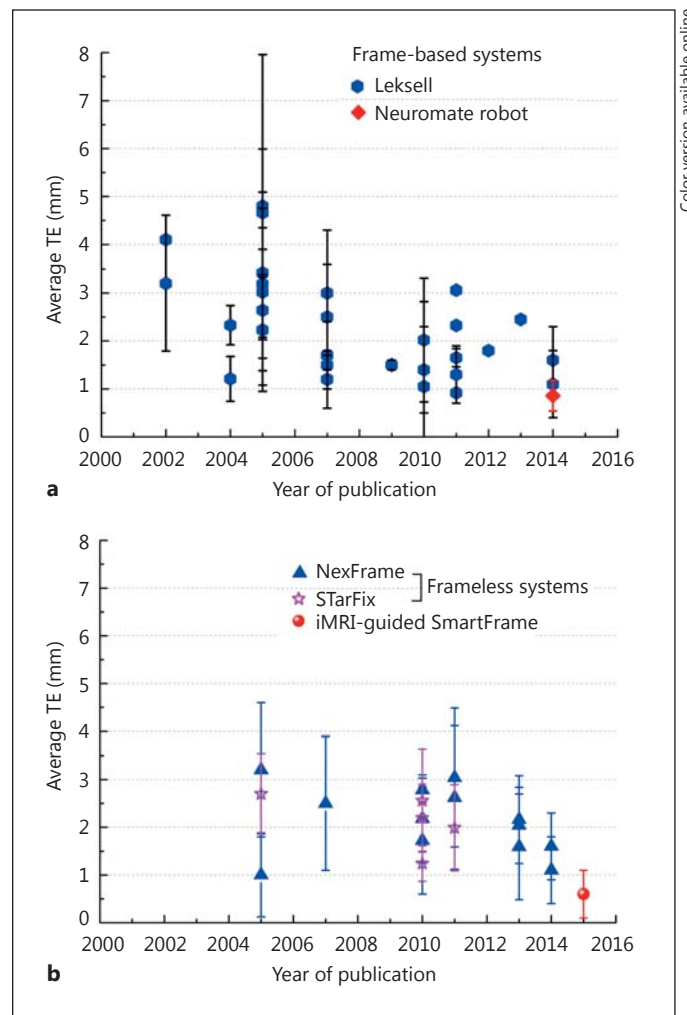 Color version available online
8
7
6
5
4
3
2
1
0
Average TE (mm)
Frame-based systems
Leksell
Neuromate robot
2000 2002 2004 2006 2008 2010 2012 2014 2016
Year of publication
a
8
7
6
5
4
3
2
1
0
Average TE (mm)
NexFrame
STarFix
Frameless systems
iMRI-guided SmartFrame
2000 2002 2004 2006 2008 2010 2012 2014 2016
Year of publication
b